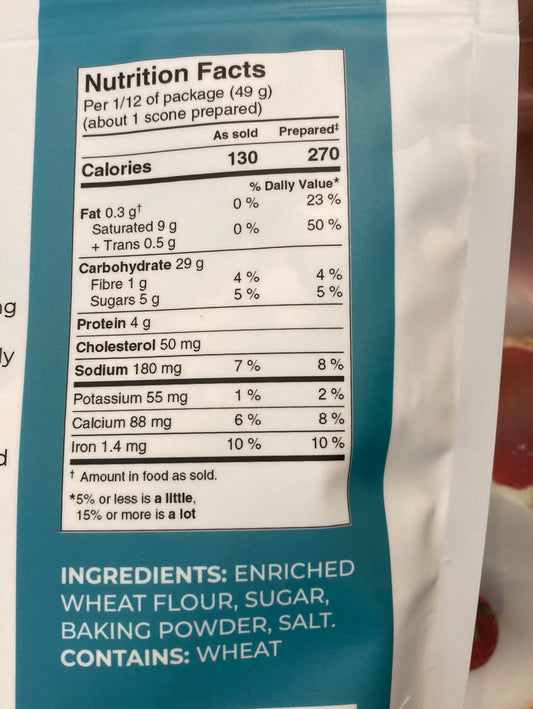 Nutrition Facts
Per 1/12 of package (49 g)
(about 1 scone prepared)
As sold Prepared‡
Calories 130 270
% Daily Value*
Fat 0.3 g† 0 % 23 %
Saturated 9 g 0 % 50 %
+ Trans 0.5 g
Carbohydrate 29 g
Fibre 1 g 4 % 4 %
Sugars 5 g 5 % 5 %
Protein 4 g
Cholesterol 50 mg
Sodium 180 mg 7 % 8 %
Potassium 55 mg 1 % 2 %
Calcium 88 mg 6 % 8 %
Iron 1.4 mg 10 % 10 %
† Amount in food as sold.
*5% or less is a little,
15% or more is a lot
INGREDIENTS: ENRICHED
WHEAT FLOUR, SUGAR,
BAKING POWDER, SALT.
CONTAINS: WHEAT